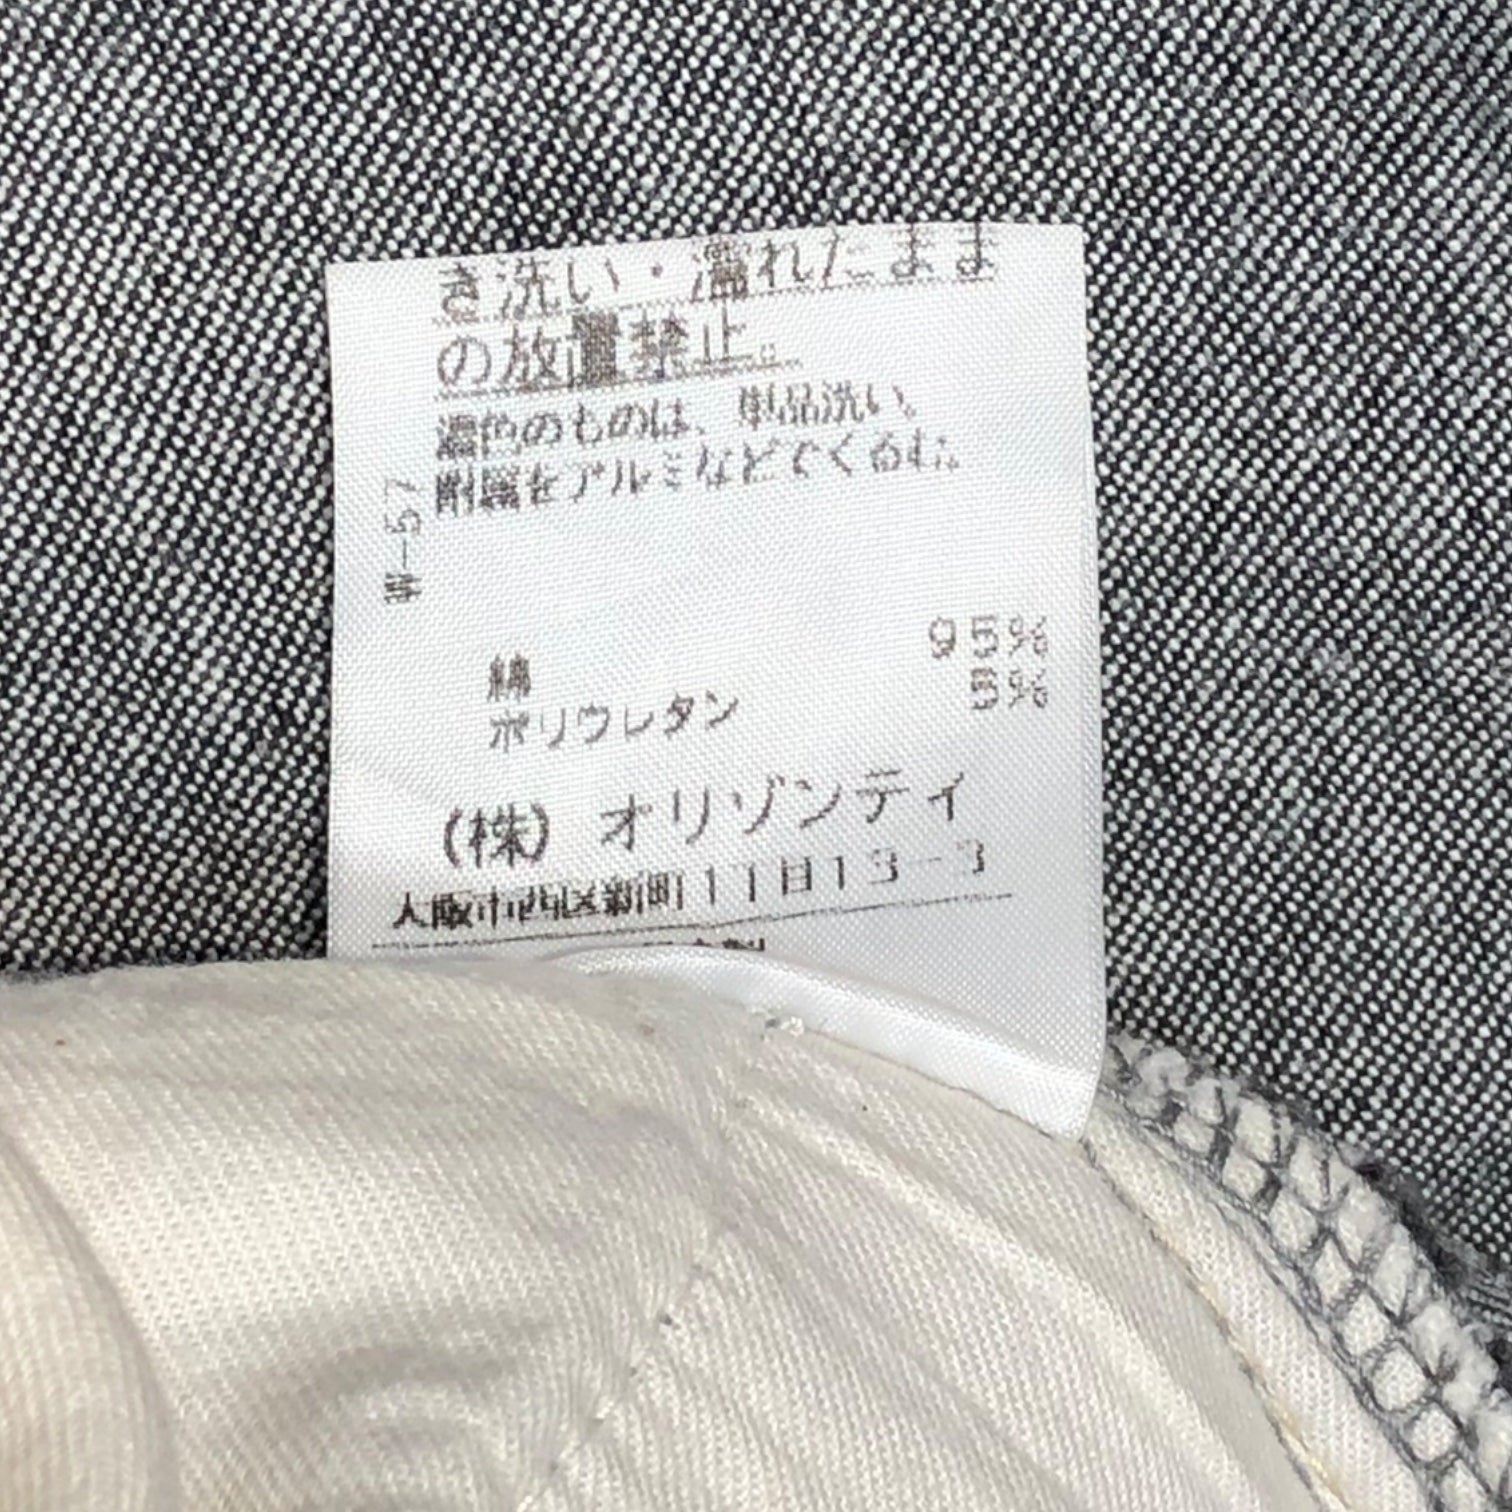 き洗い・濡れたまま
の放置禁止。
濃色のものは、単品洗い。
附属をアルミなどでくるむ。
綿 95%
ポリウレタン 5%
(株) オリゾンティ
大阪市西区新町1丁目13-3